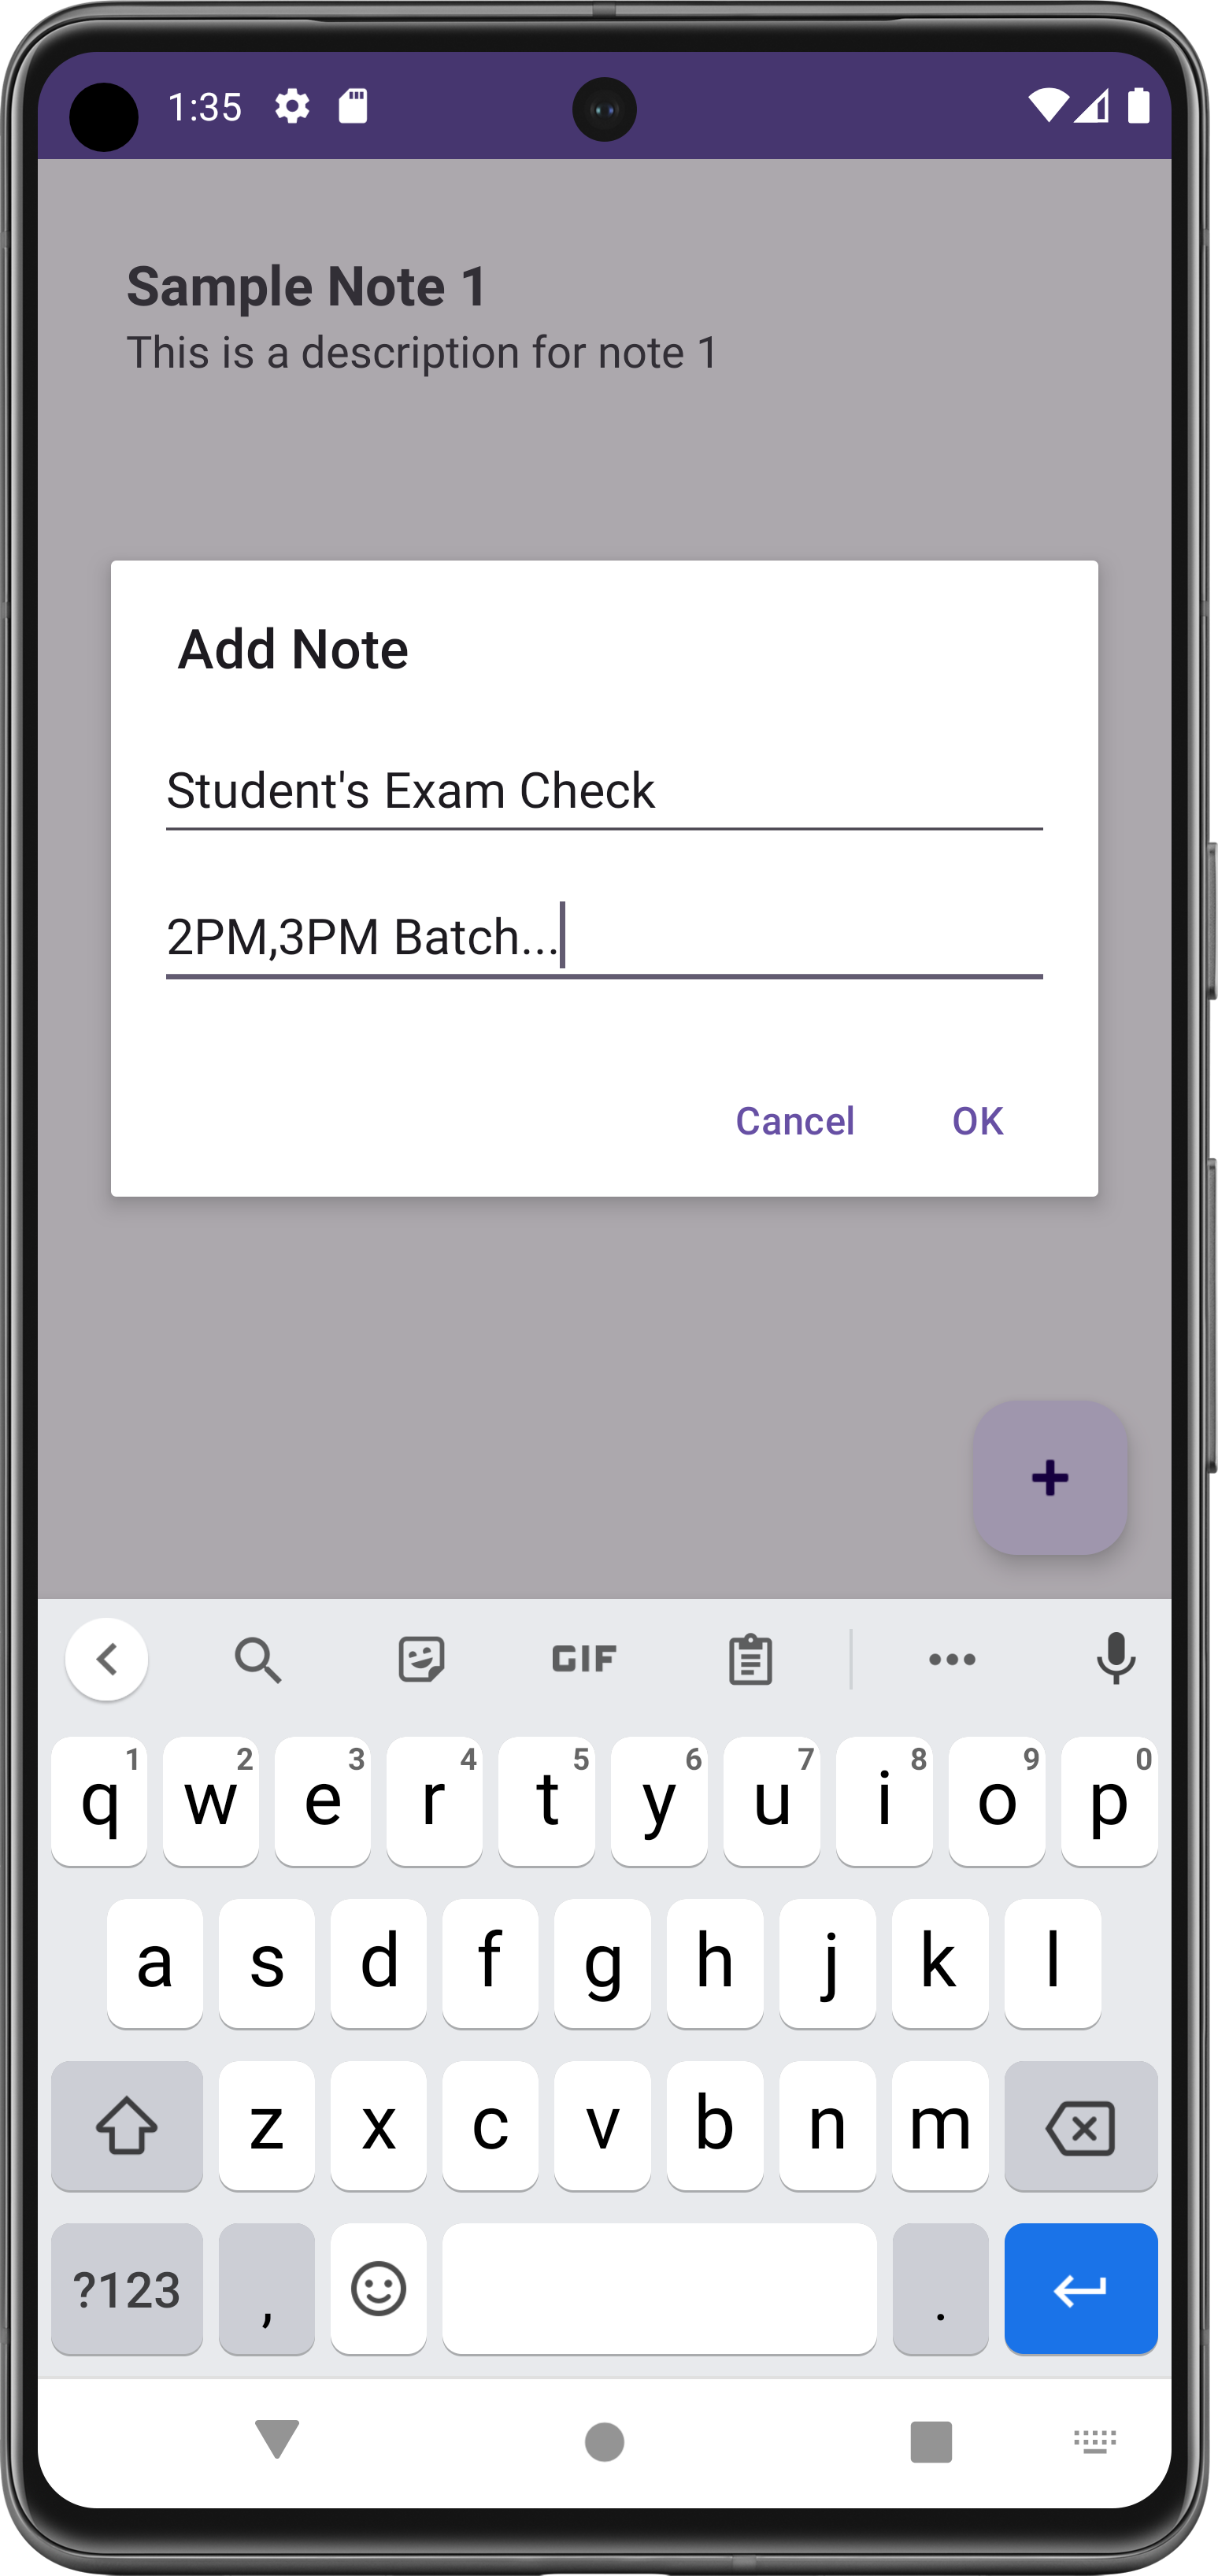 1:35
Sample Note 1
This is a description for note 1
Add Note
Student's Exam Check
2PM,3PM Batch...
Cancel OK
+
GIF
1 2 3 4 5 6 7 8 9 0
q w e r t y u i o p
a s d f g h j k l
z x c v b n m
?123 , .